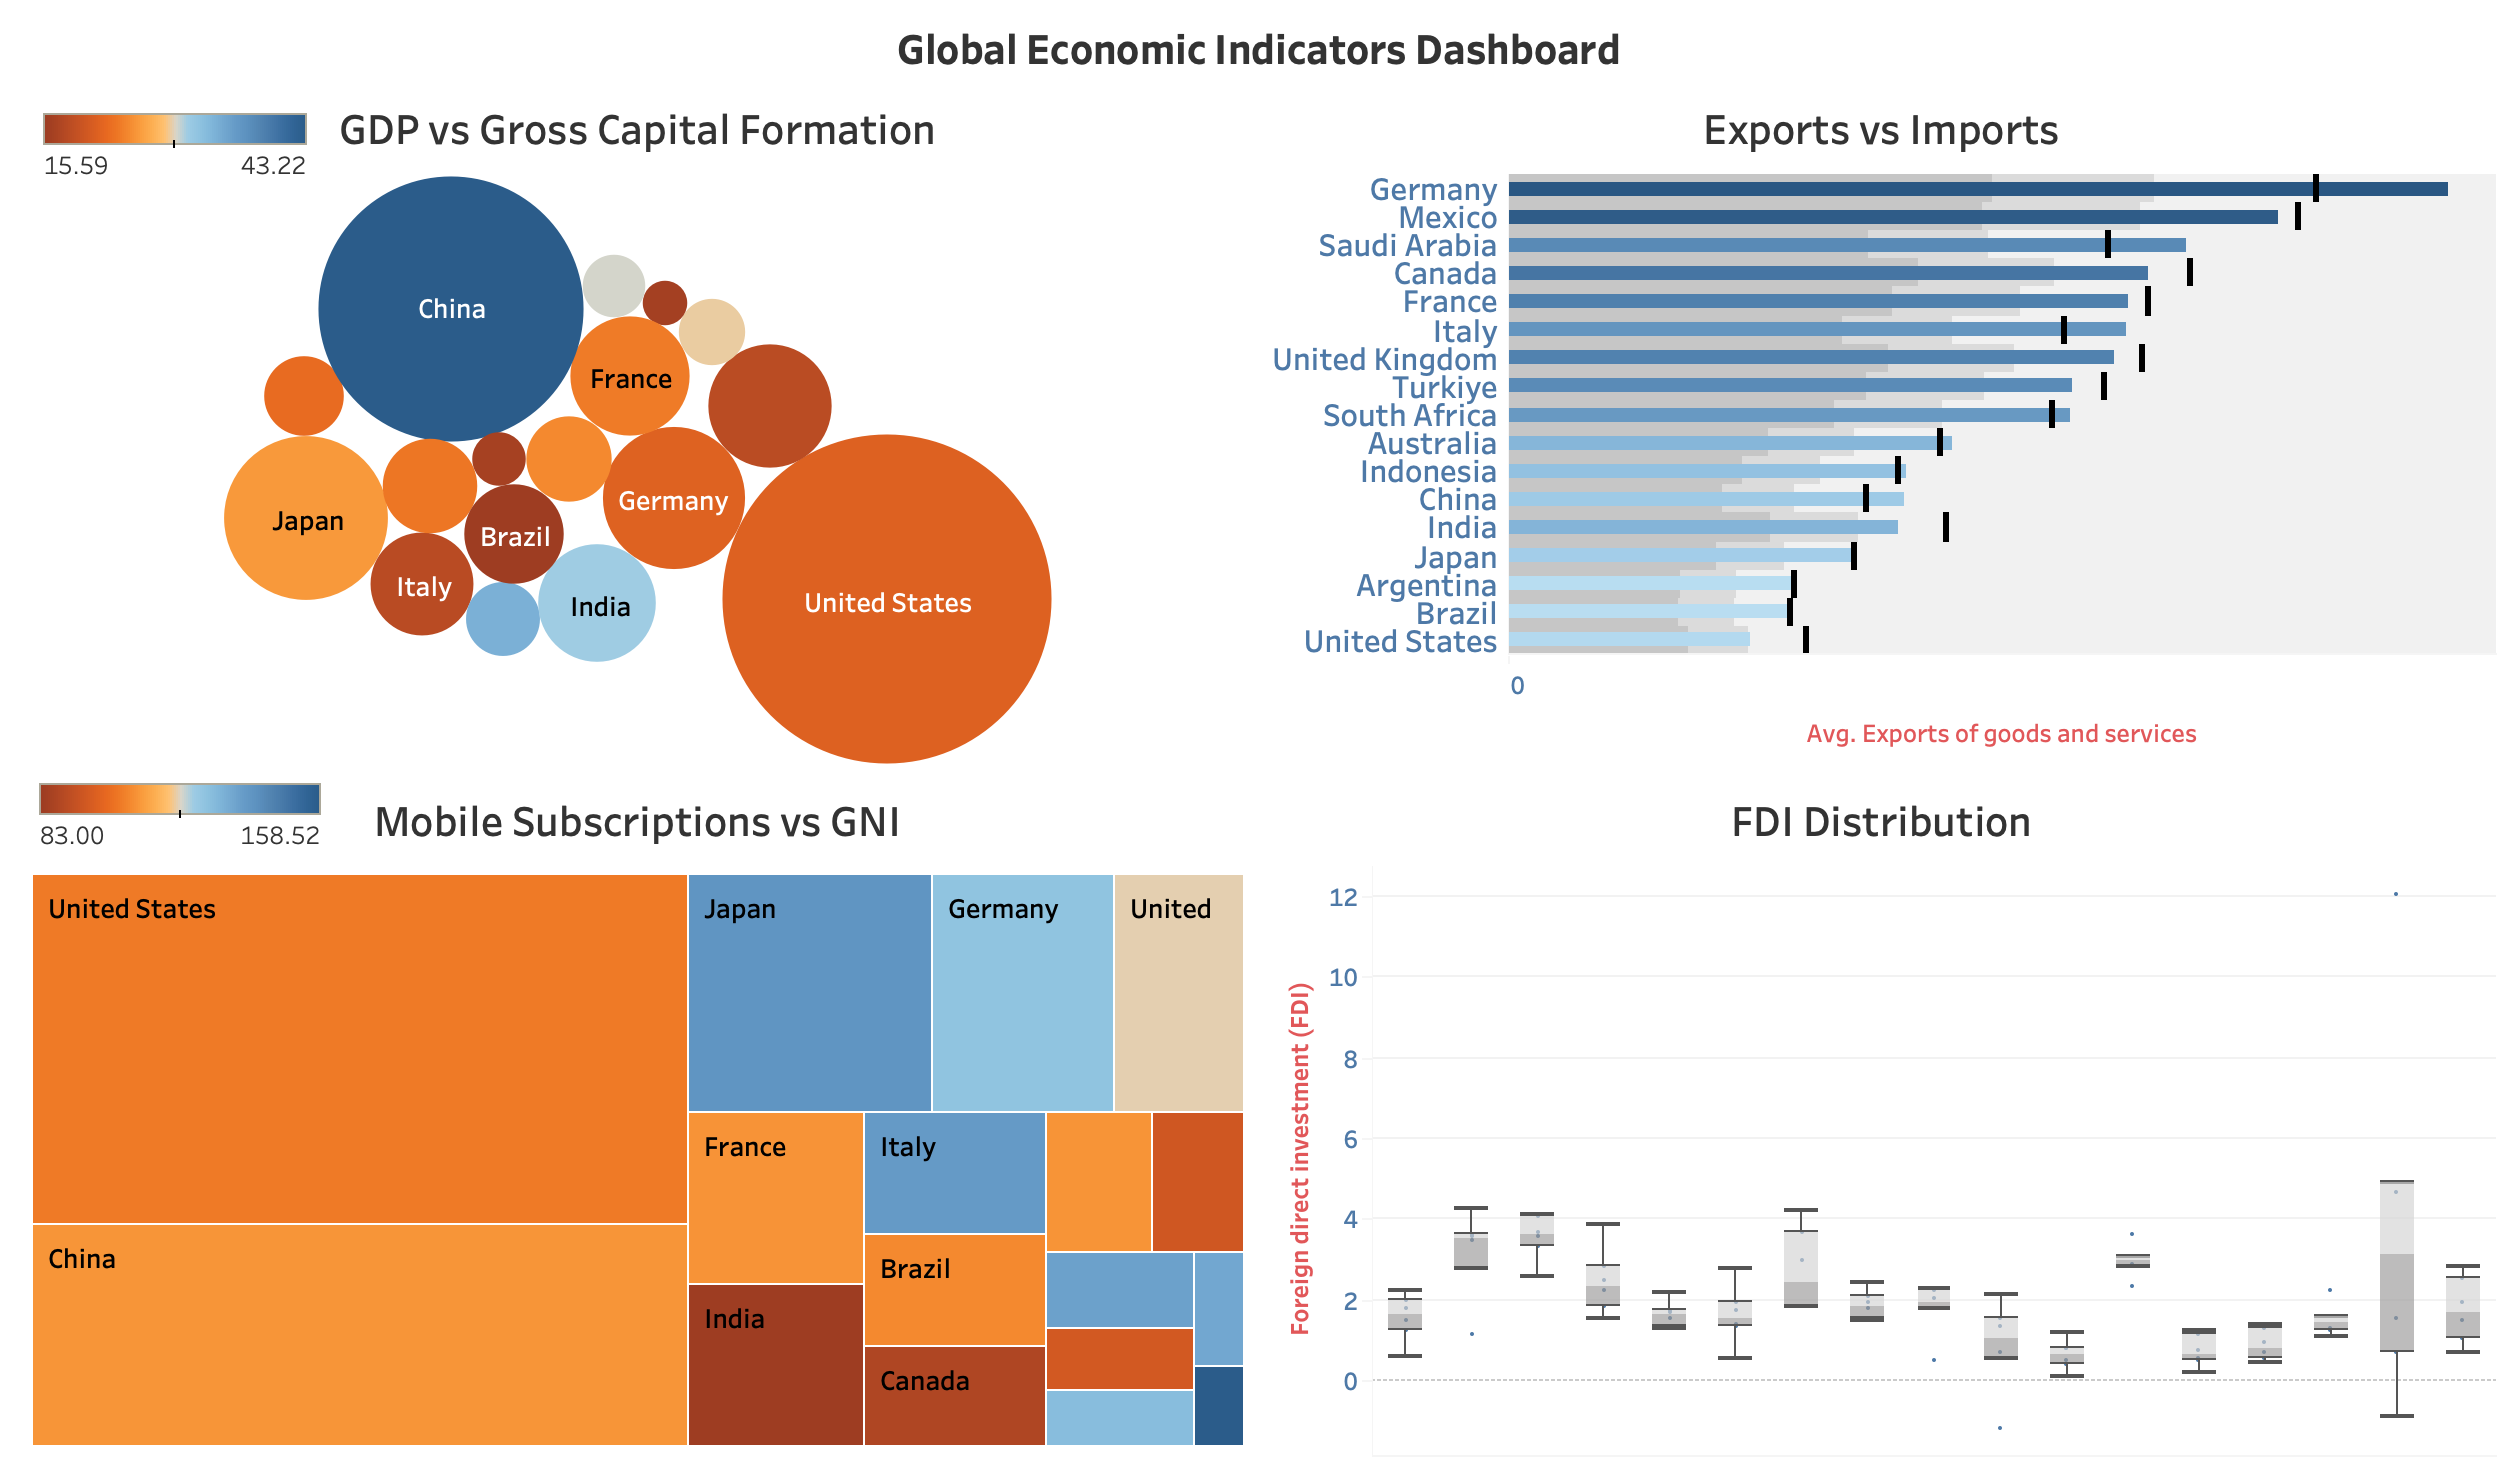 Global Economic Indicators Dashboard
15.59
43.22
GDP vs Gross Capital Formation
China
France
Japan
Germany
Brazil
Italy
India
United States
Exports vs Imports
Germany
Mexico
Saudi Arabia
Canada
France
Italy
United Kingdom
Turkiye
South Africa
Australia
Indonesia
China
India
Japan
Argentina
Brazil
United States
0
Avg. Exports of goods and services
83.00
158.52
Mobile Subscriptions vs GNI
United States
Japan
Germany
United
France
Italy
China
Brazil
India
Canada
FDI Distribution
Foreign direct investment (FDI)
12
10
8
6
4
2
0